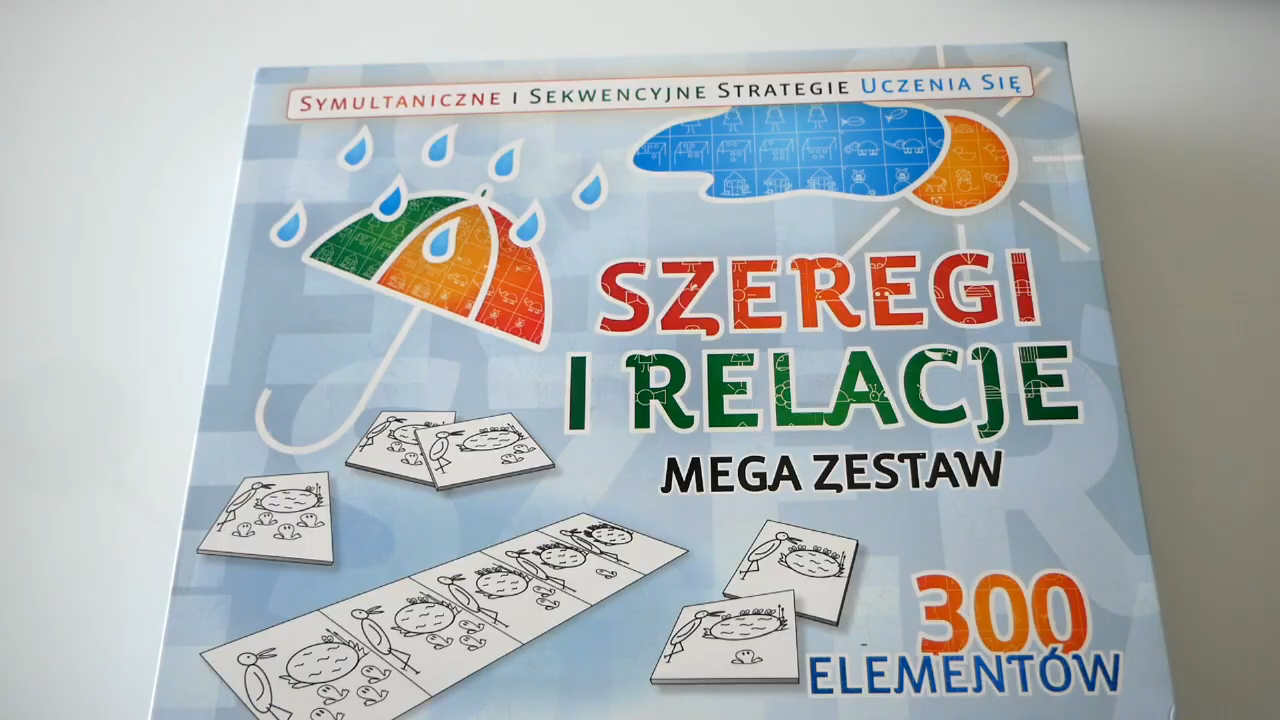 Symultaniczne i Sekwencyjne Strategie Uczenia Się
SZEREGI
I RELACJE
MEGA ZESTAW
300
ELEMENTÓW